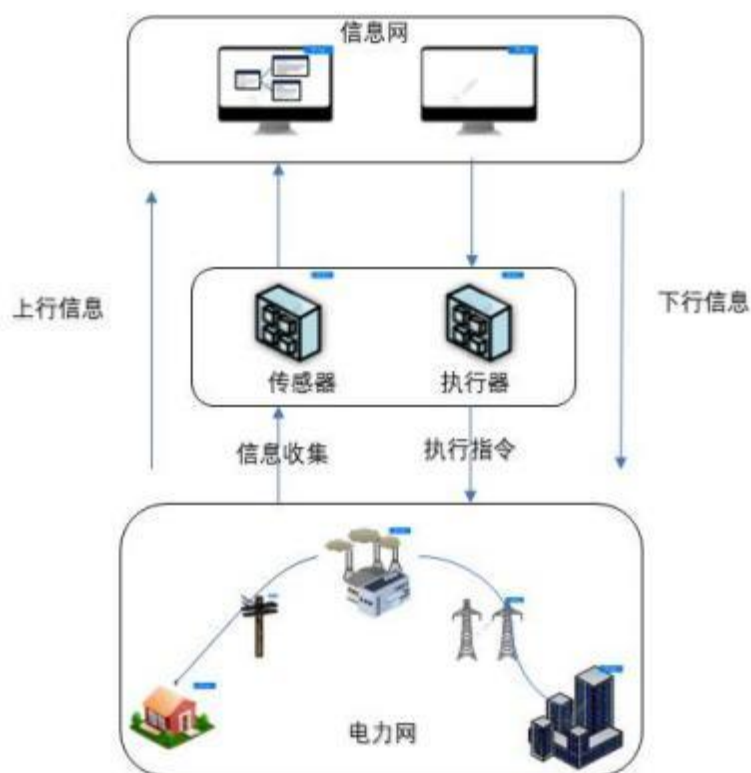 信息网
上行信息
下行信息
传感器
执行器
信息收集
执行指令
电力网